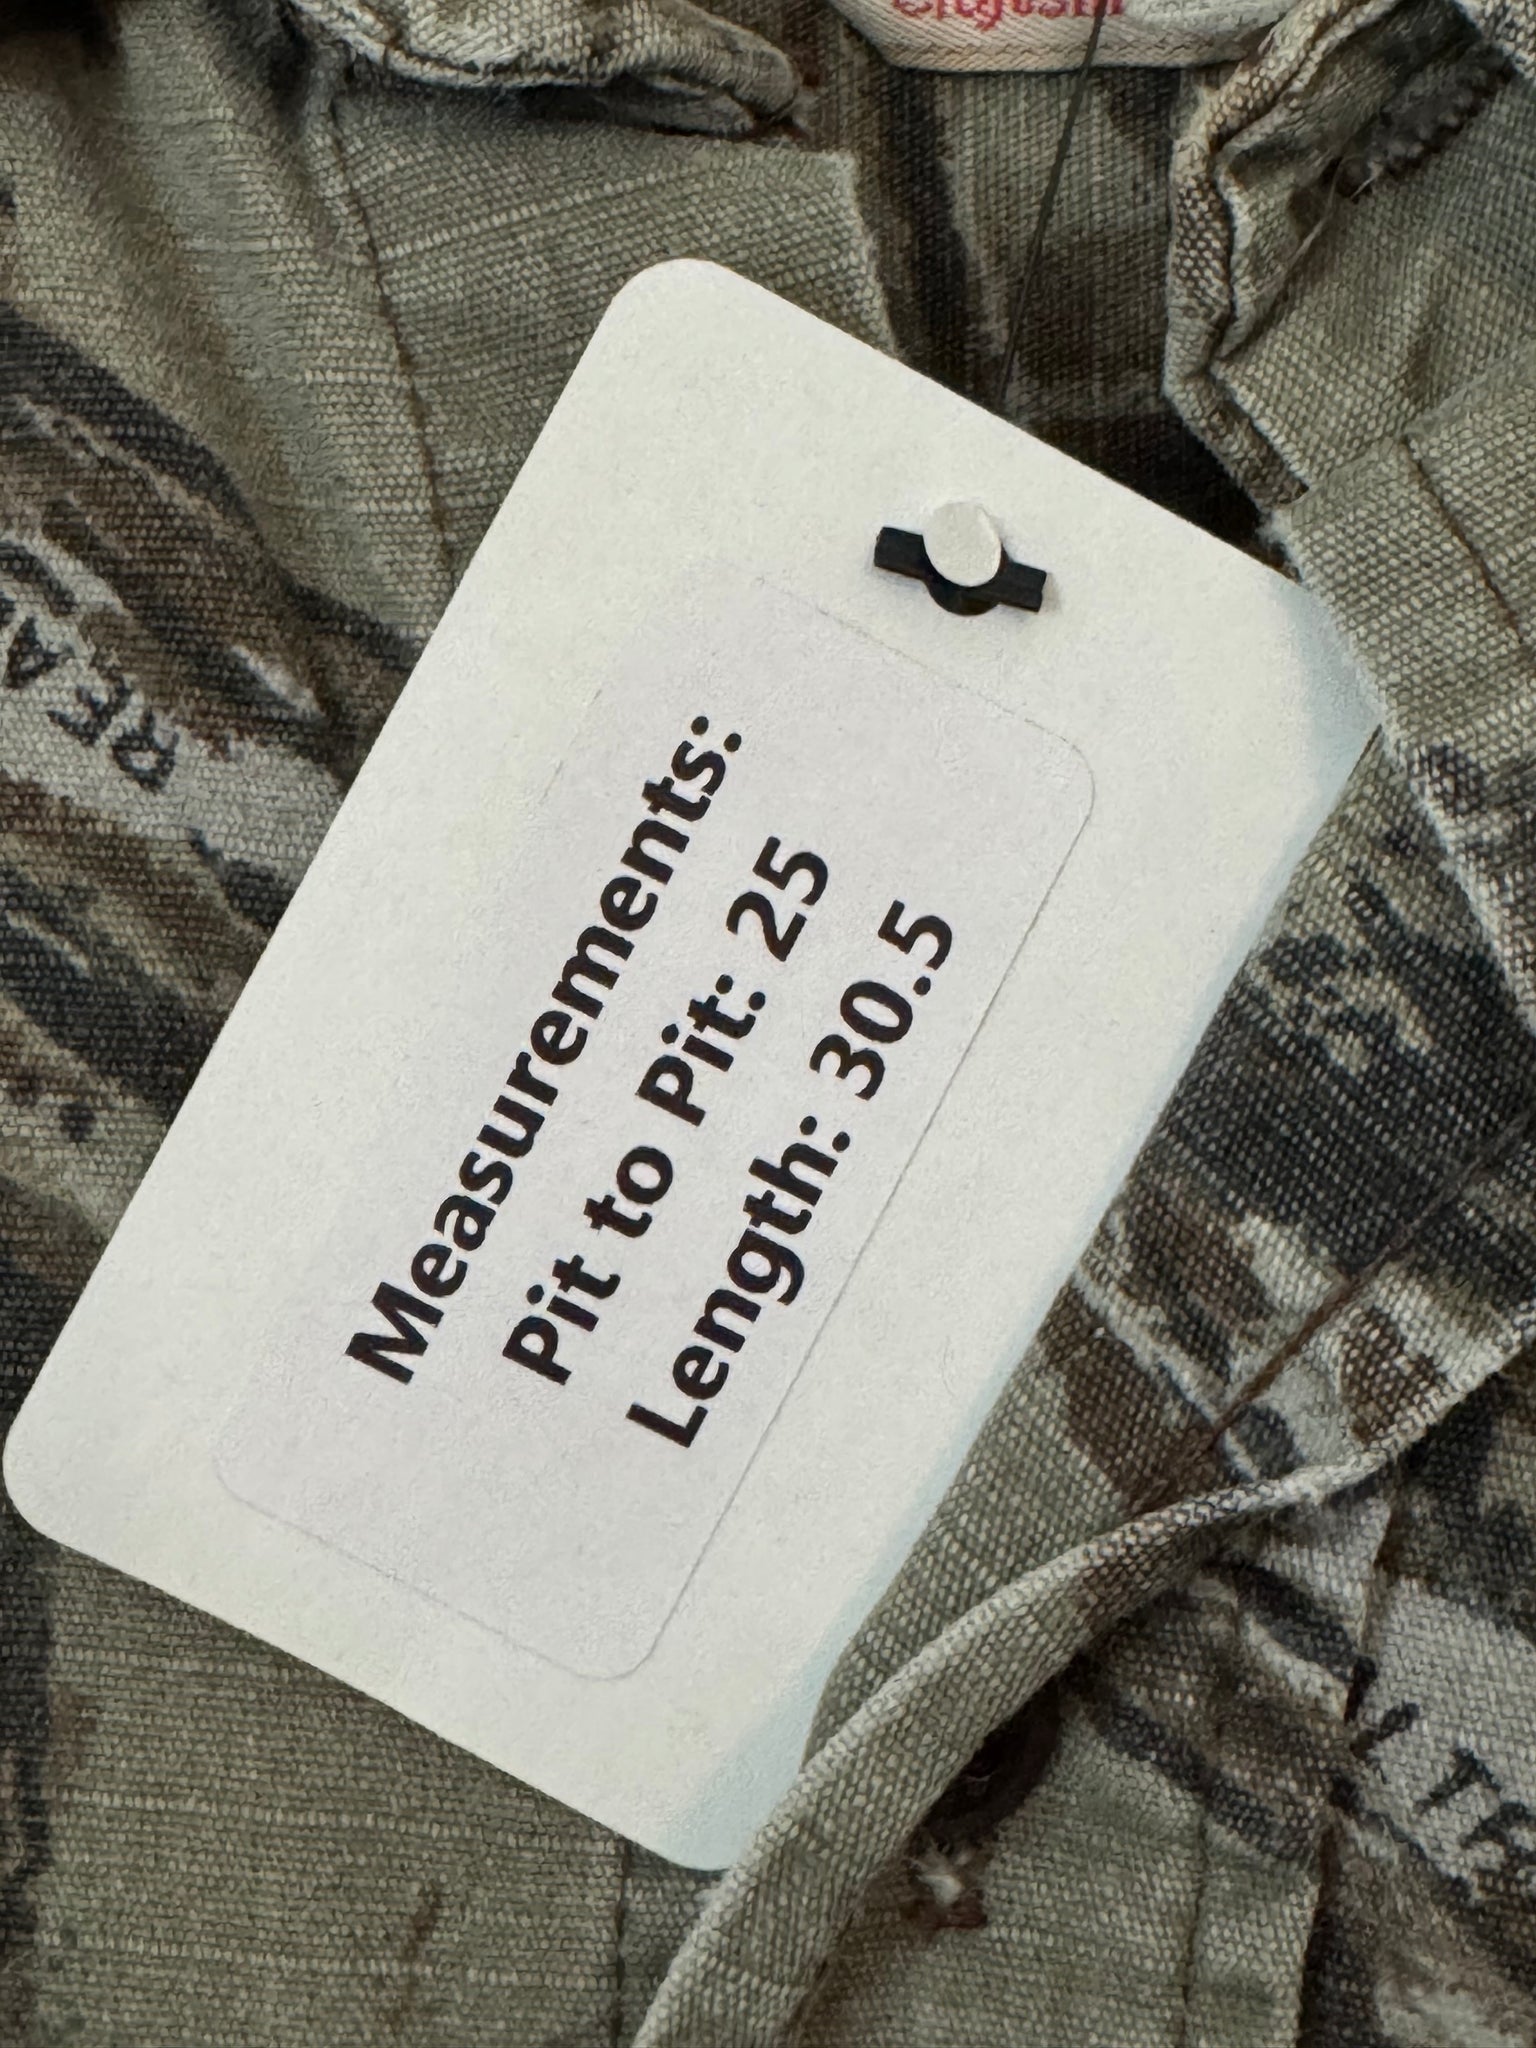 Measurements:
Pit to Pit: 25
Length: 30.5